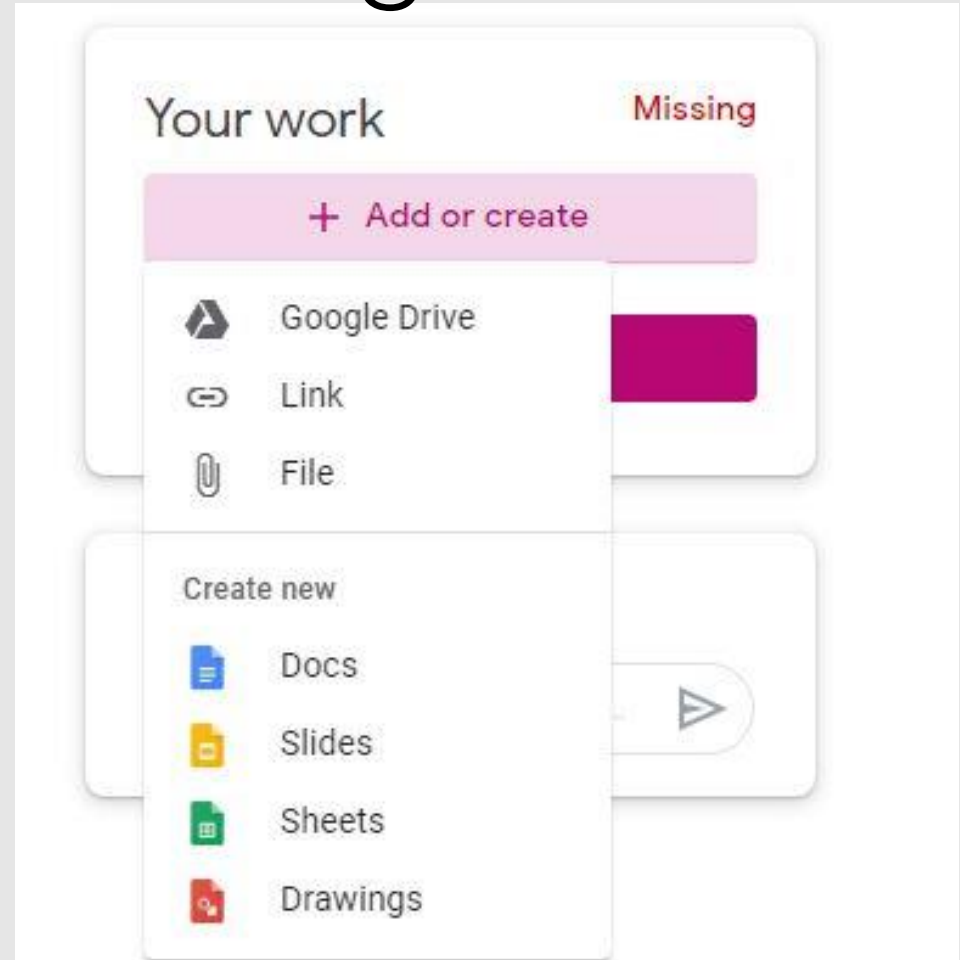 Your work
Missing
+ Add or create
Google Drive
Link
File
Create new
Docs
Slides
Sheets
Drawings